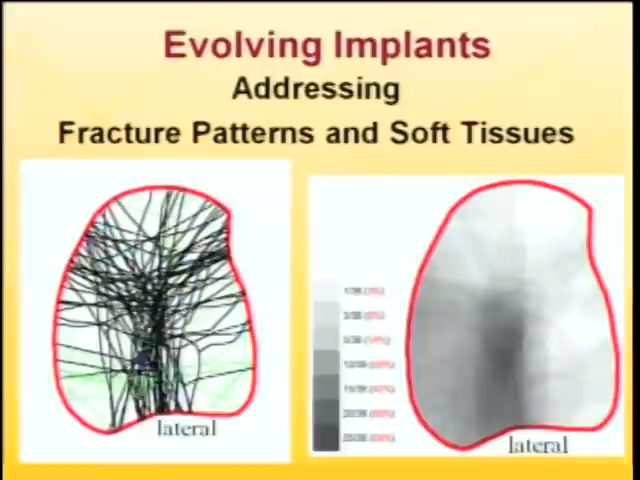 Evolving Implants
Addressing
Fracture Patterns and Soft Tissues
lateral
lateral